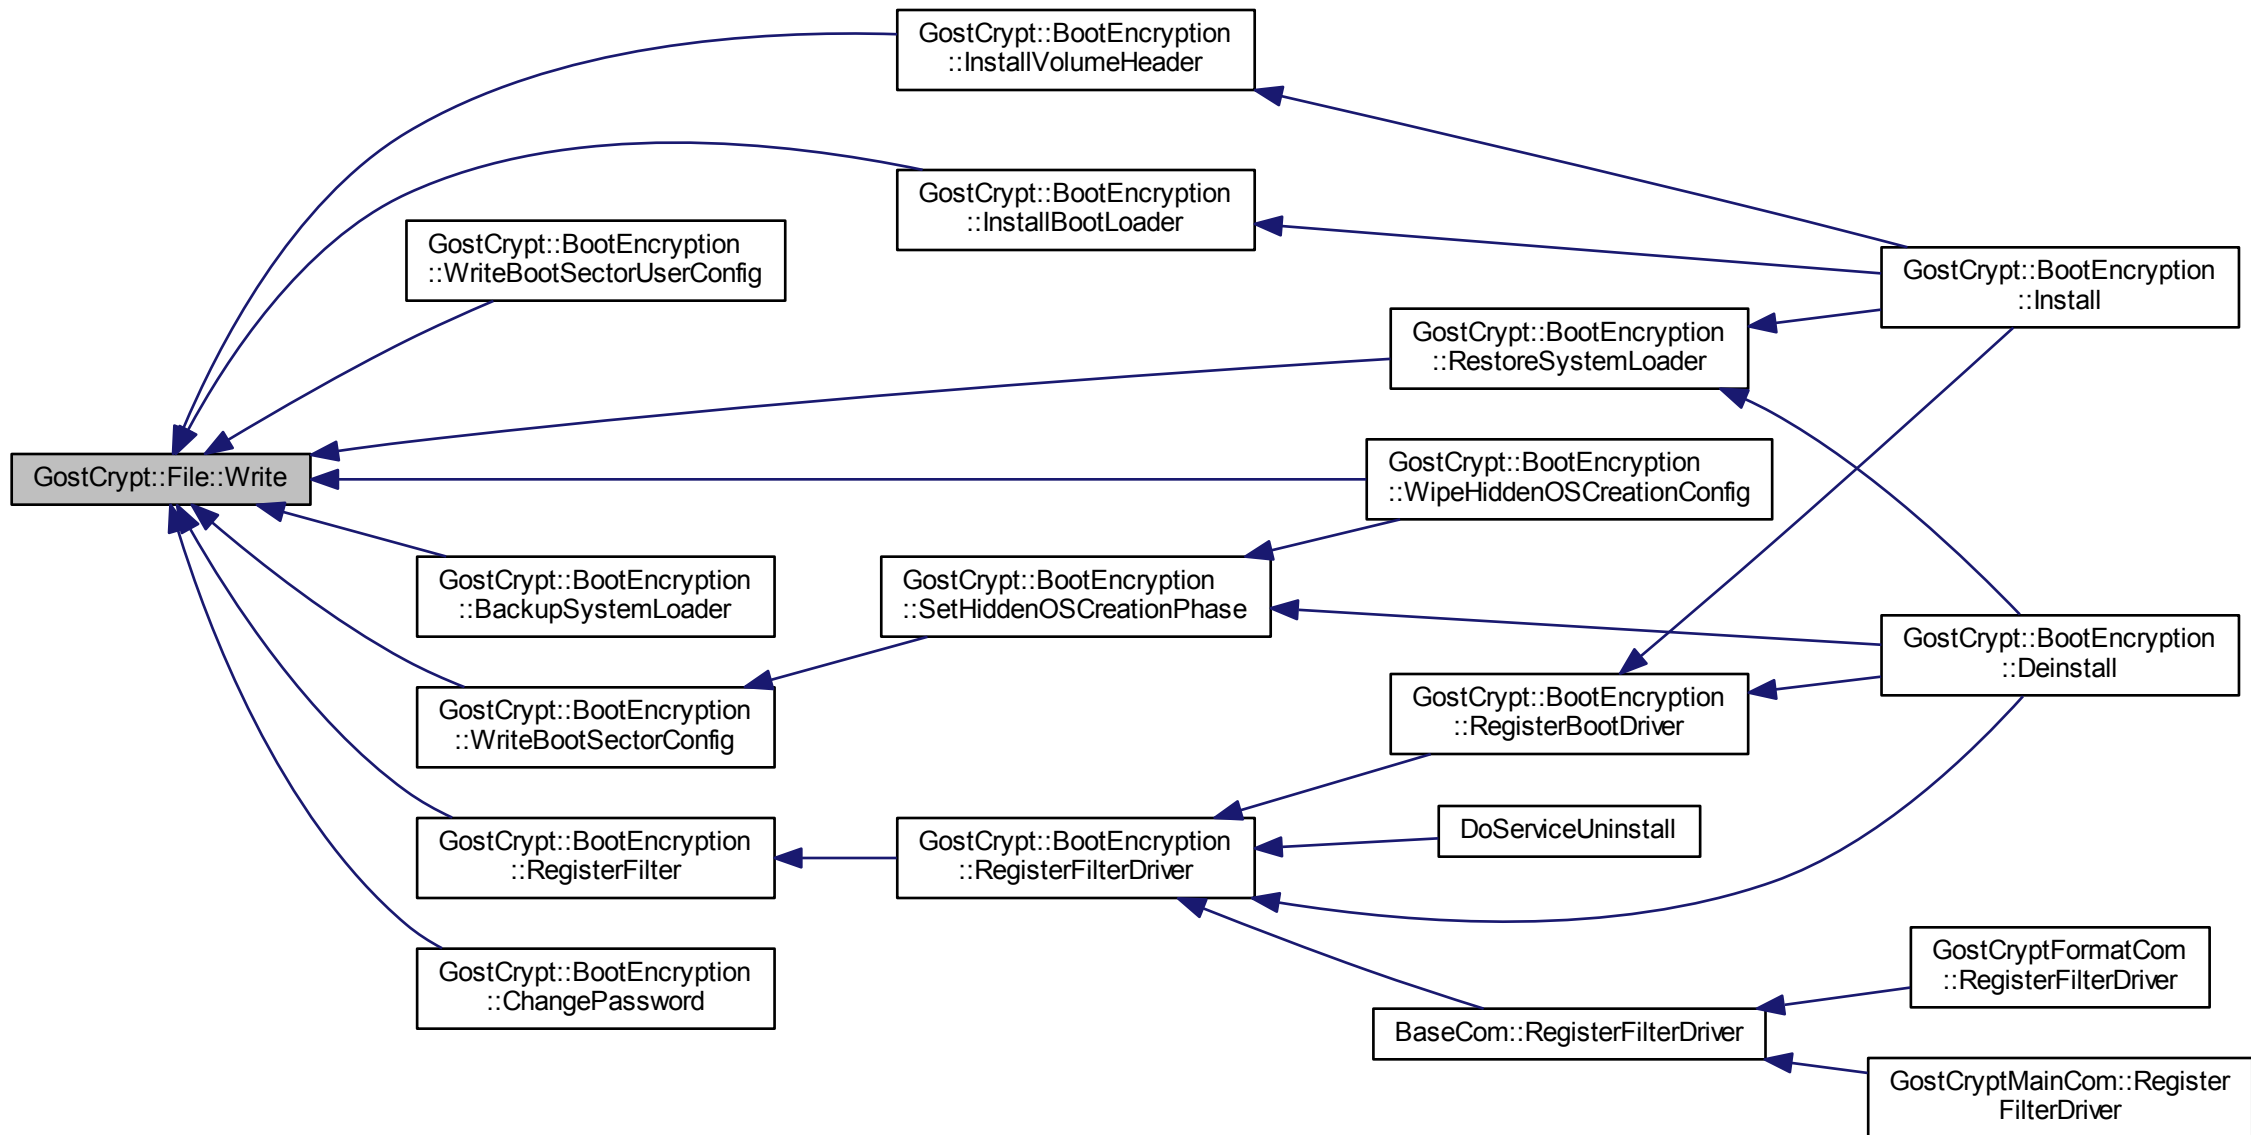 GostCrypt::BootEncryption
::InstallVolumeHeader
GostCrypt::BootEncryption
::InstallBootLoader
GostCrypt::BootEncryption
::WriteBootSectorUserConfig
GostCrypt::BootEncryption
::Install
GostCrypt::BootEncryption
::RestoreSystemLoader
GostCrypt::File::Write
GostCrypt::BootEncryption
::WipeHiddenOSCreationConfig
GostCrypt::BootEncryption
::BackupSystemLoader
GostCrypt::BootEncryption
::SetHiddenOSCreationPhase
GostCrypt::BootEncryption
::Deinstall
GostCrypt::BootEncryption
::WriteBootSectorConfig
GostCrypt::BootEncryption
::RegisterBootDriver
GostCrypt::BootEncryption
::RegisterFilter
GostCrypt::BootEncryption
::RegisterFilterDriver
DoServiceUninstall
GostCrypt::BootEncryption
::ChangePassword
GostCryptFormatCom
::RegisterFilterDriver
BaseCom::RegisterFilterDriver
GostCryptMainCom::Register
FilterDriver